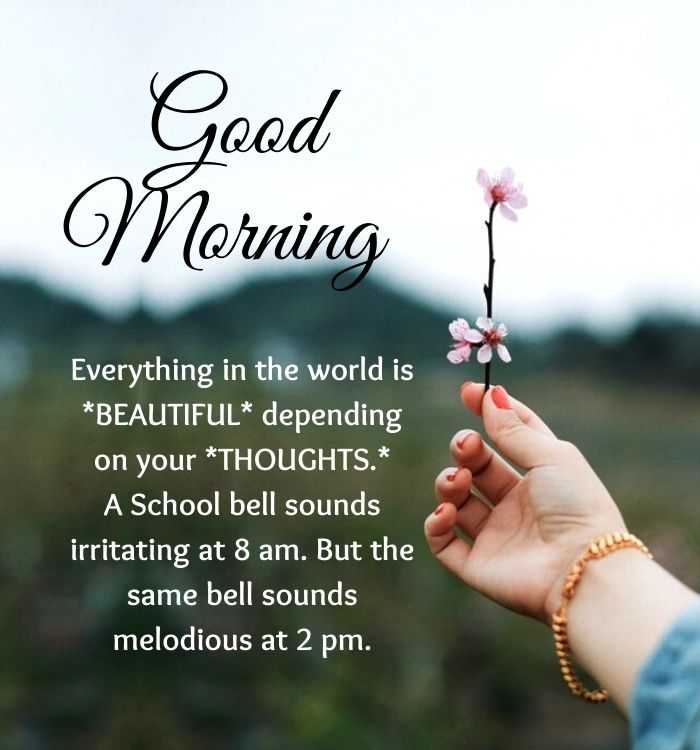 Good
Morning
Everything in the world is
*BEAUTIFUL* depending
on your *THOUGHTS.*
A School bell sounds
irritating at 8 am. But the
same bell sounds
melodious at 2 pm.